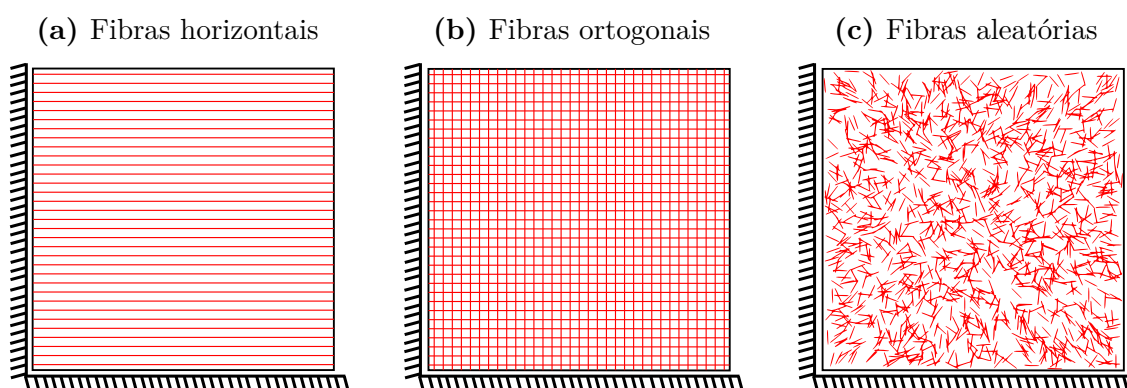 (a) Fibras horizontais
(b) Fibras ortogonais
(c) Fibras aleatórias